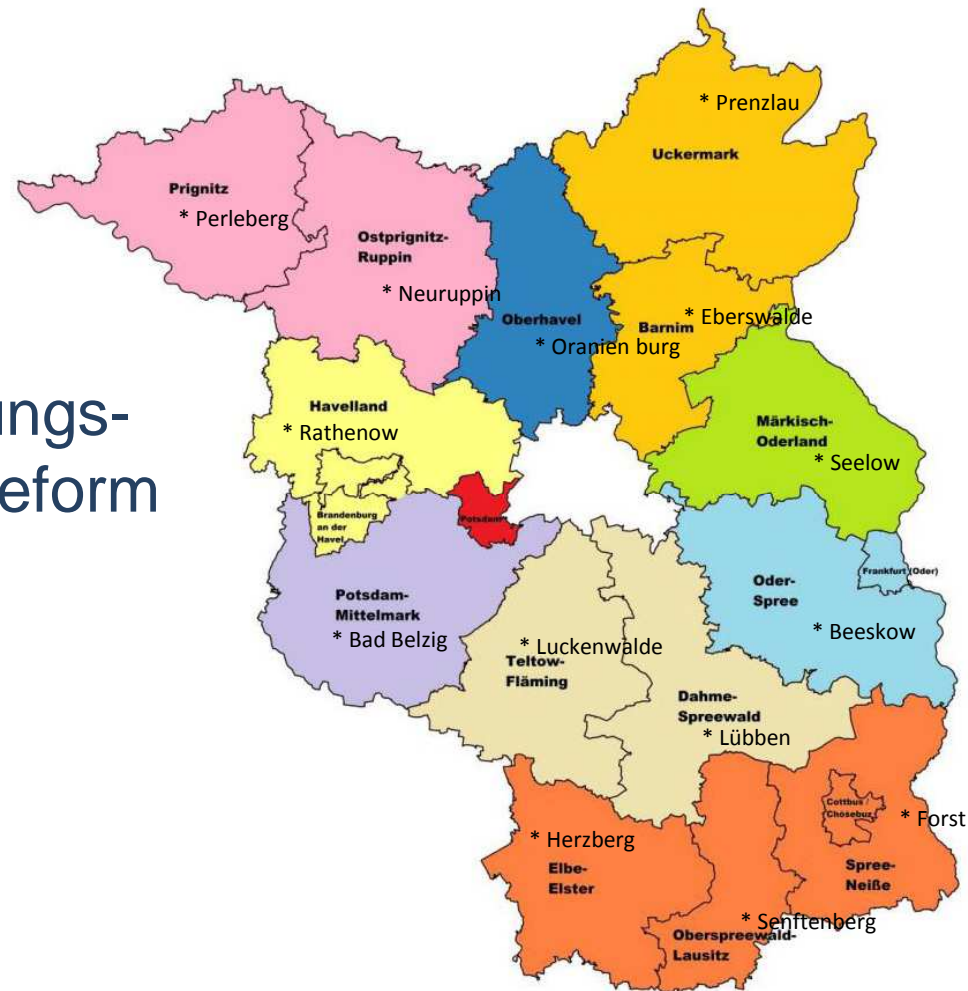 * Prenzlau
Uckermark
Prignitz
* Perleberg
Ostprignitz-
Ruppin
* Neuruppin
Oberhavel
* Oranien burg
* Eberswalde
Barnim
ungs-
eform
Havelland
* Rathenow
Märkisch-
Oderland
* Seelow
Brandenburg
an der
Havel
Potsdam
Frankfurt (Oder)
Oder-
Spree
* Beeskow
Potsdam-
Mittelmark
* Bad Belzig
* Luckenwalde
Teltow-
Fläming
Dahme-
Spreewald
* Lübben
Cottbus /
Chóśebuz
* Forst
* Herzberg
Elbe-
Elster
Spree-
Neiße
* Senftenberg
Oberspreewald-
Lausitz